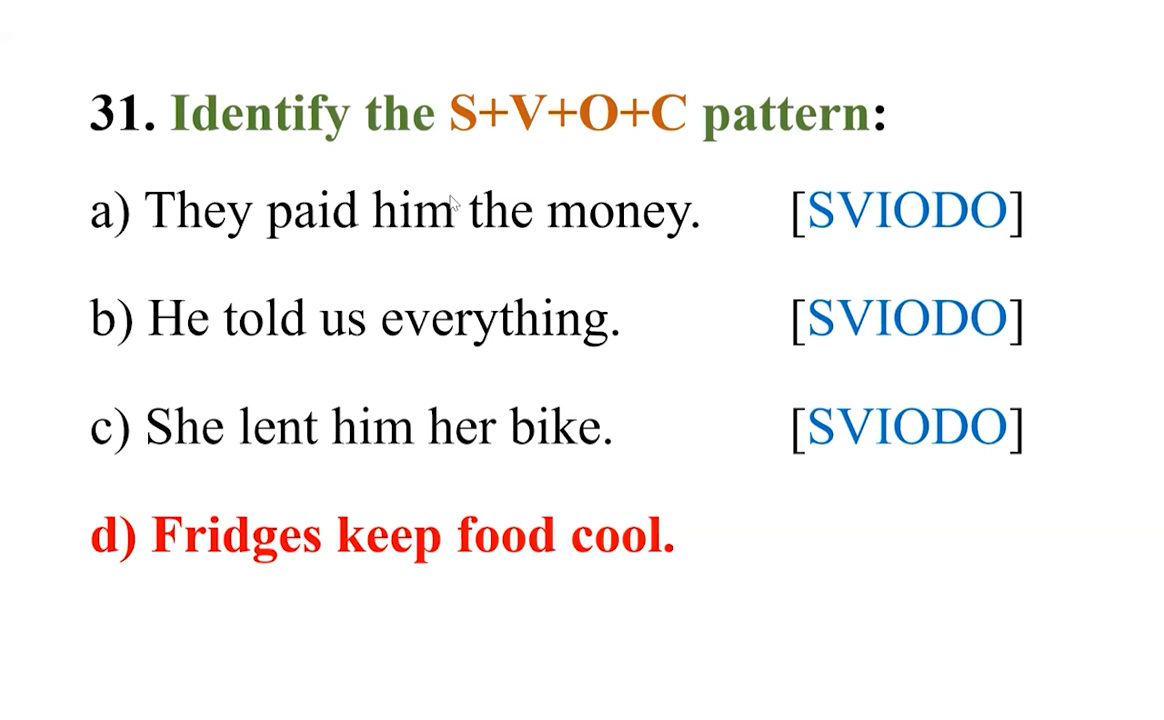 31. Identify the S+V+O+C pattern:
a) They paid him the money. [SVIODO]
b) He told us everything. [SVIODO]
c) She lent him her bike. [SVIODO]
d) Fridges keep food cool.